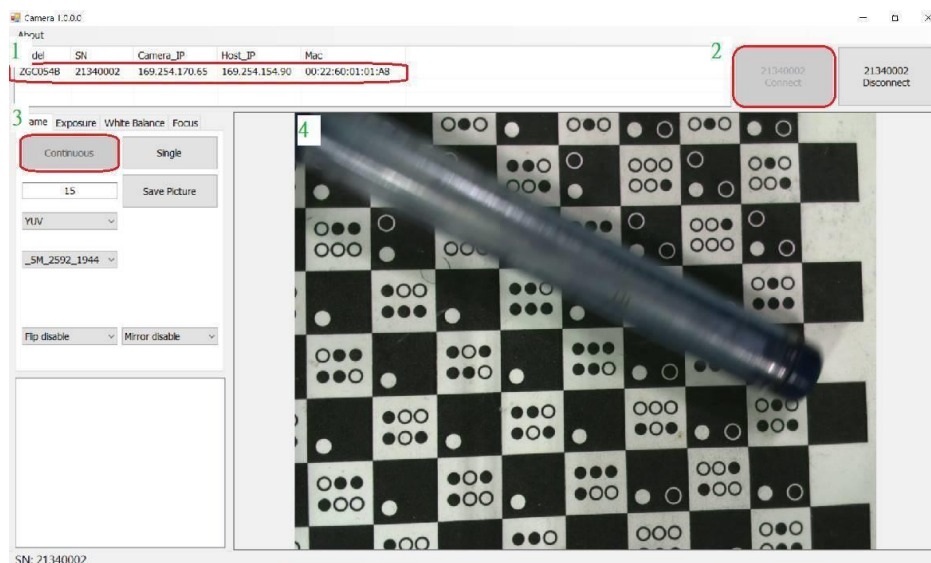 Camera 1.0.0.0
About
1
del SN Camera_IP Host_IP Mac
ZGC054B 21340002 169.254.170.65 169.254.154.90 00:22:60:01:01:A8
2
21340002
Connect
21340002
Disconnect
3
ame Exposure White Balance Focus
4
Continuous Single
15 Save Picture
YUV
_5M_2592_1944
Flip disable Mirror disable
SN: 21340002